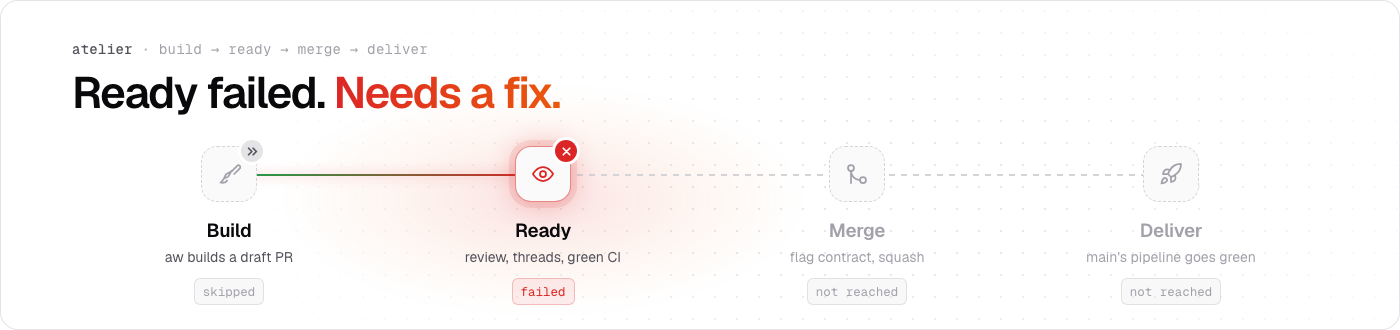 atelier · build → ready → merge → deliver
Ready failed. Needs a fix.
Build
Ready
Merge
Deliver
aw builds a draft PR
review, threads, green CI
flag contract, squash
main's pipeline goes green
skipped
failed
not reached
not reached